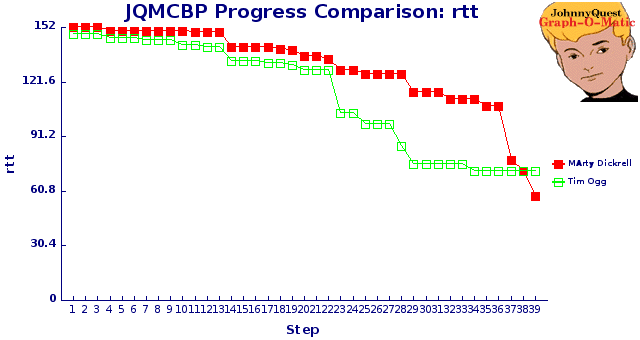 JQMCBP Progress Comparison: rtt
JohnnyQuest
Graph-O-Matic
152
121.6
91.2
60.8
30.4
0
rtt
MArty Dickrell
Tim Ogg
1 2 3 4 5 6 7 8 9 10 11 12 13 14 15 16 17 18 19 20 21 22 23 24 25 26 27 28 29 30 31 32 33 34 35 36 37 38 39
Step